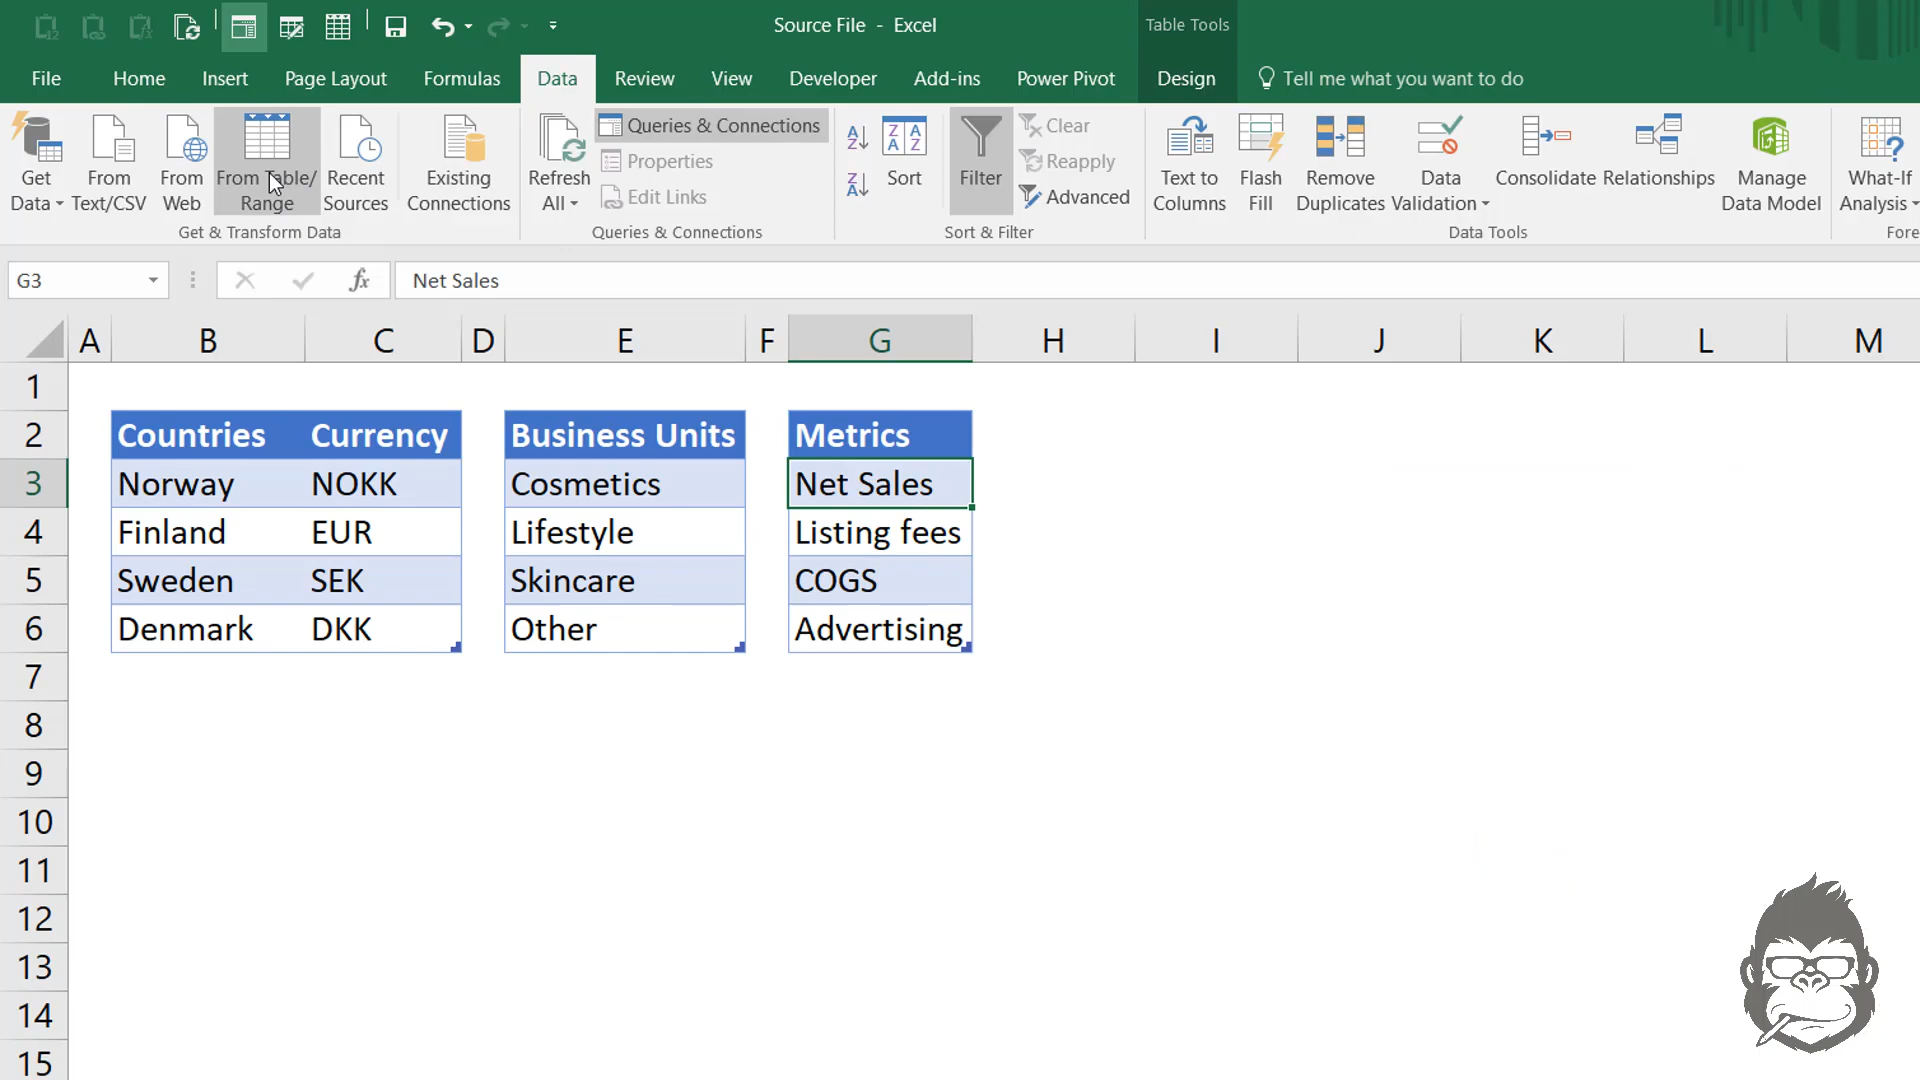 Source File - Excel
Table Tools
File Home Insert Page Layout Formulas Data Review View Developer Add-ins Power Pivot Design Tell me what you want to do
Get Data
From Text/CSV
From Web
From Table/ Range
Recent Sources
Existing Connections
Get & Transform Data
Refresh All
Queries & Connections
Properties
Edit Links
Queries & Connections
Sort
Filter
Clear
Reapply
Advanced
Sort & Filter
Text to Columns
Flash Fill
Remove Duplicates
Data Validation
Consolidate
Relationships
Manage Data Model
Data Tools
What-If Analysis
Fore
G3 fx Net Sales
A B C D E F G H I J K L M
1
2 Countries Currency Business Units Metrics
3 Norway NOKK Cosmetics Net Sales
4 Finland EUR Lifestyle Listing fees
5 Sweden SEK Skincare COGS
6 Denmark DKK Other Advertising
7
8
9
10
11
12
13
14
15